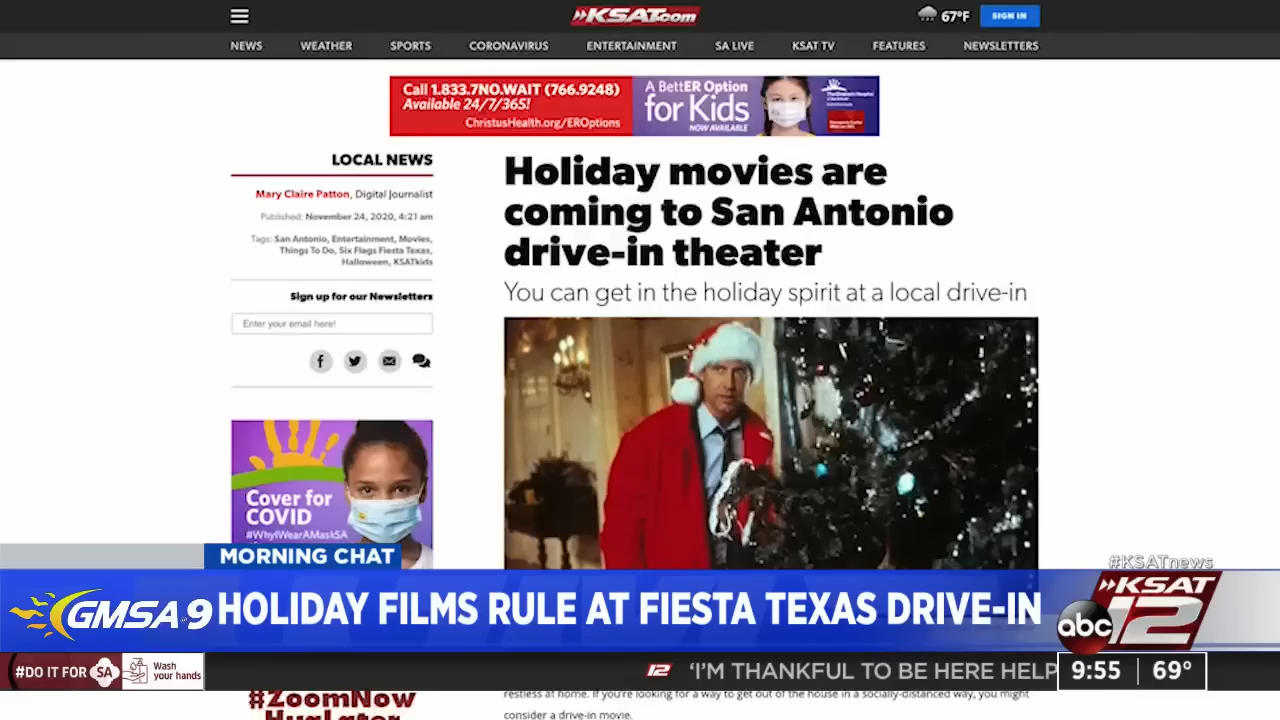 KSAT.com
67°F
SIGN IN
NEWS WEATHER SPORTS CORONAVIRUS ENTERTAINMENT SA LIVE KSAT TV FEATURES NEWSLETTERS
Call 1.833.7NO.WAIT (766.9248)
Available 24/7/365!
ChristusHealth.org/EROptions
A BettER Option
for Kids
NOW AVAILABLE
LOCAL NEWS
Mary Claire Patton, Digital Journalist
Published: November 24, 2020, 4:21 am
Tags: San Antonio, Entertainment, Movies,
Things To Do, Six Flags Fiesta Texas,
Halloween, KSATkids
Sign up for our Newsletters
Enter your email here!
Holiday movies are
coming to San Antonio
drive-in theater
You can get in the holiday spirit at a local drive-in
Cover for
COVID
#WhyIWearAMaskSA
MORNING CHAT
#KSATnews
GMSA@9
HOLIDAY FILMS RULE AT FIESTA TEXAS DRIVE-IN
abc
KSAT
12
#DO IT FOR SA
Wash
your hands
12 'I'M THANKFUL TO BE HERE HELP
9:55 69°
#ZoomNow
HugLater
restless at home. If you're looking for a way to get out of the house in a socially-distanced way, you might
consider a drive-in movie.